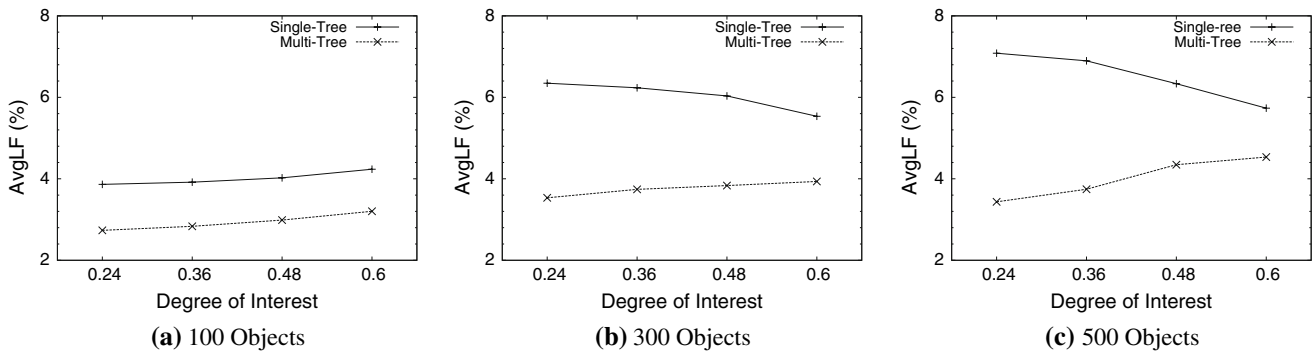 8
6
4
2
AvgLF (%)
Single-Tree
Multi-Tree
0.24 0.36 0.48 0.6
Degree of Interest
(a) 100 Objects
8
6
4
2
AvgLF (%)
Single-Tree
Multi-Tree
0.24 0.36 0.48 0.6
Degree of Interest
(b) 300 Objects
8
6
4
2
AvgLF (%)
Single-ree
Multi-Tree
0.24 0.36 0.48 0.6
Degree of Interest
(c) 500 Objects